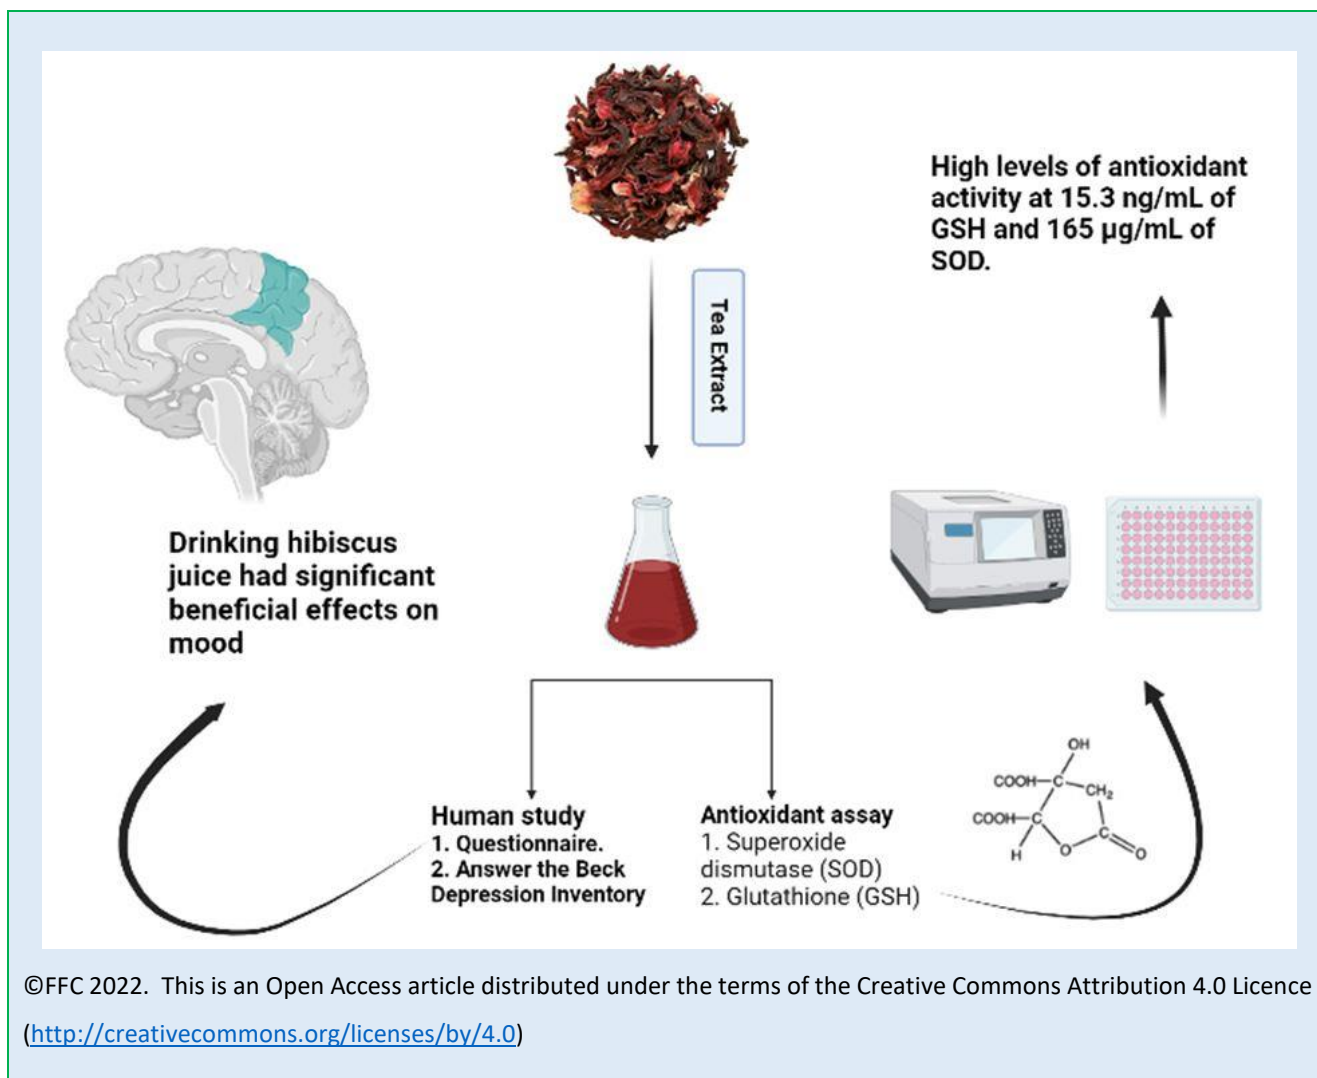 High levels of antioxidant
activity at 15.3 ng/mL of
GSH and 165 µg/mL of
SOD.
Tea Extract
Drinking hibiscus
juice had significant
beneficial effects on
mood
Human study
1. Questionnaire.
2. Answer the Beck
Depression Inventory
Antioxidant assay
1. Superoxide
dismutase (SOD)
2. Glutathione (GSH)
OH
COOH-C
CH2
COOH-C
C
H
O
O
©FFC 2022. This is an Open Access article distributed under the terms of the Creative Commons Attribution 4.0 Licence
(http://creativecommons.org/licenses/by/4.0)